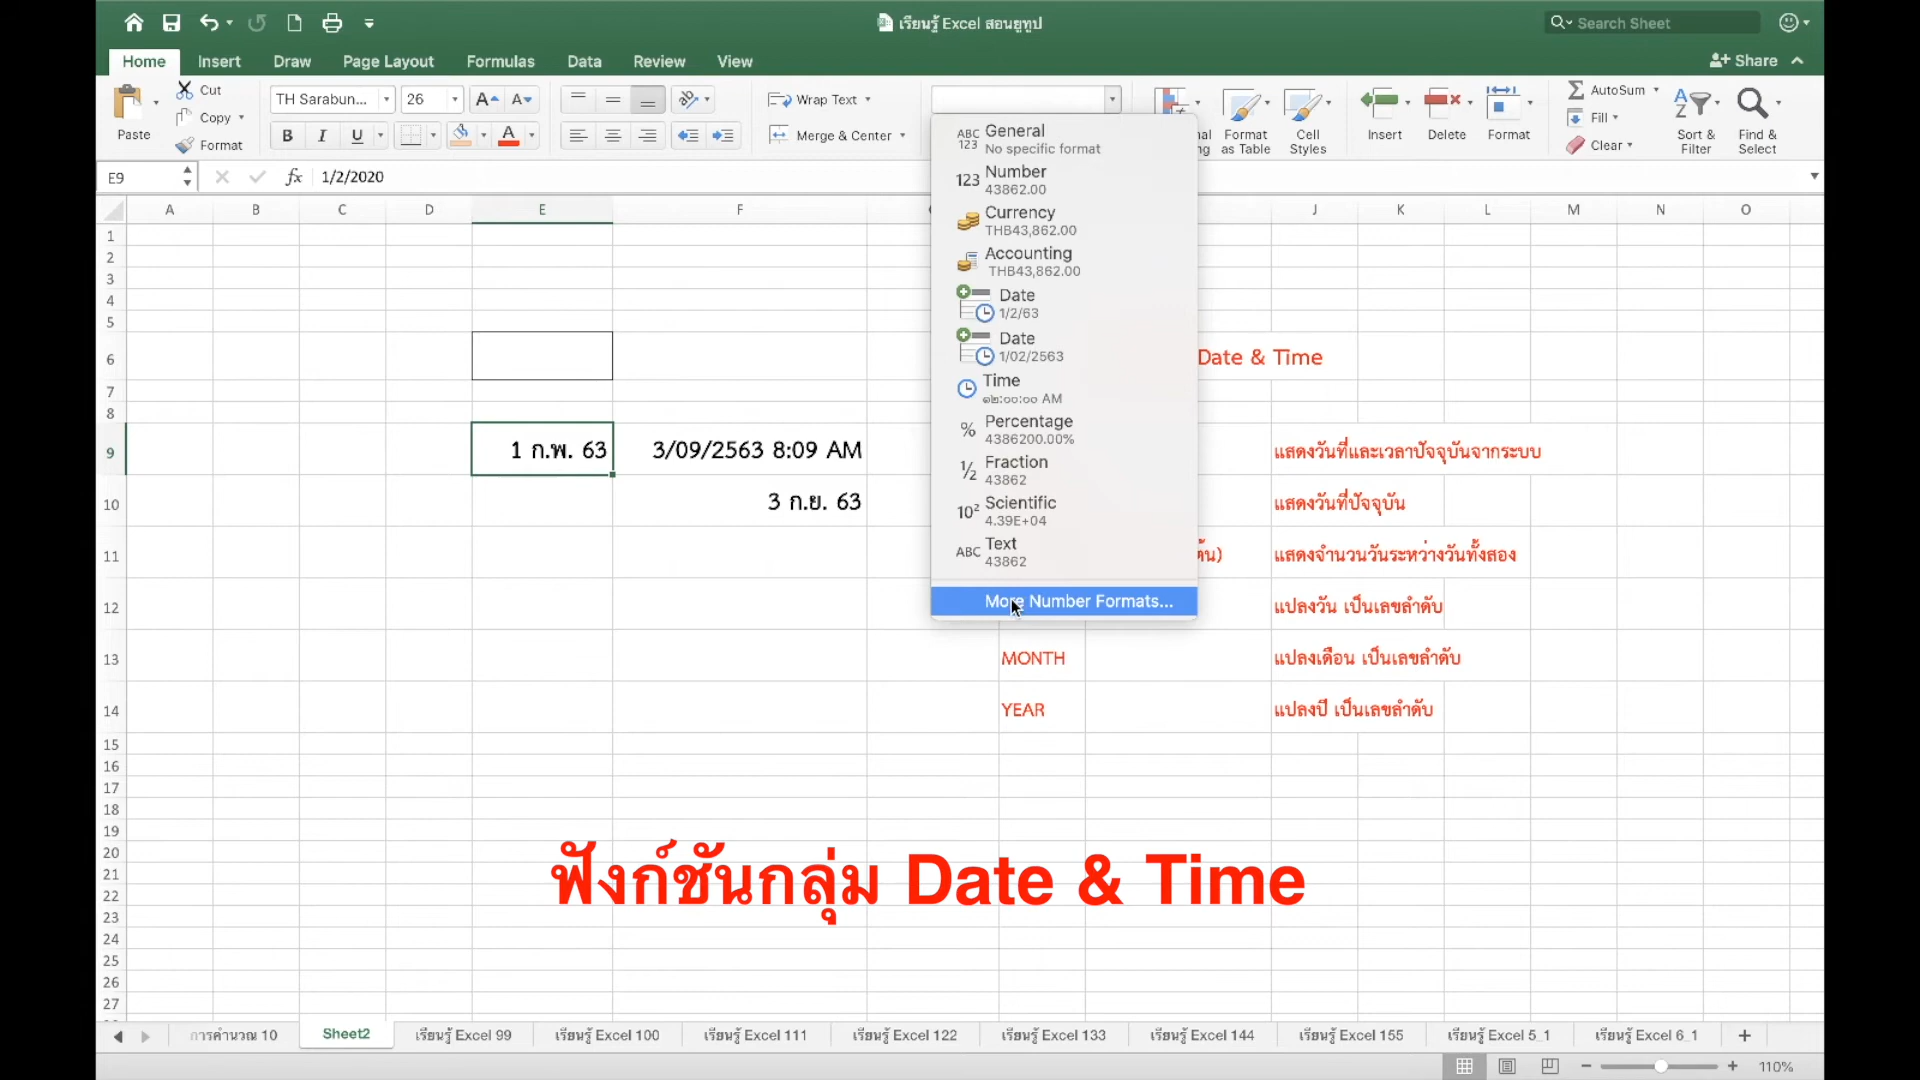 เรียนรู้ Excel สอนยูทูป
Search Sheet
Home Insert Draw Page Layout Formulas Data Review View
Share
Paste
Cut
Copy
Format
TH Sarabun... 26
B I U
Wrap Text
Merge & Center
Format as Table
Cell Styles
Insert
Delete
Format
AutoSum
Fill
Clear
Sort & Filter
Find & Select
E9 fx 1/2/2020
A B C D E F J K L M N O
General
No specific format
Number
43862.00
Currency
THB43,862.00
Accounting
THB43,862.00
Date
1/2/63
Date
1/02/2563
Time
๑๒:๐๐:๐๐ AM
Percentage
4386200.00%
Fraction
43862
Scientific
4.39E+04
Text
43862
More Number Formats...
1
2
3
4
5
6 Date & Time
7
8
9 1 ก.พ. 63 3/09/2563 8:09 AM แสดงวันที่และเวลาปัจจุบันจากระบบ
10 3 ก.ย. 63 แสดงวันที่ปัจจุบัน
11 แสดงจำนวนวันระหว่างวันทั้งสอง
12 แปลงวัน เป็นเลขลำดับ
13 MONTH แปลงเดือน เป็นเลขลำดับ
14 YEAR แปลงปี เป็นเลขลำดับ
15
16
17
18
19
20
21
22
23
24
25
26
27
ฟังก์ชันกลุ่ม Date & Time
การคำนวณ 10 Sheet2 เรียนรู้ Excel 99 เรียนรู้ Excel 100 เรียนรู้ Excel 111 เรียนรู้ Excel 122 เรียนรู้ Excel 133 เรียนรู้ Excel 144 เรียนรู้ Excel 155 เรียนรู้ Excel 5_1 เรียนรู้ Excel 6_1
110%